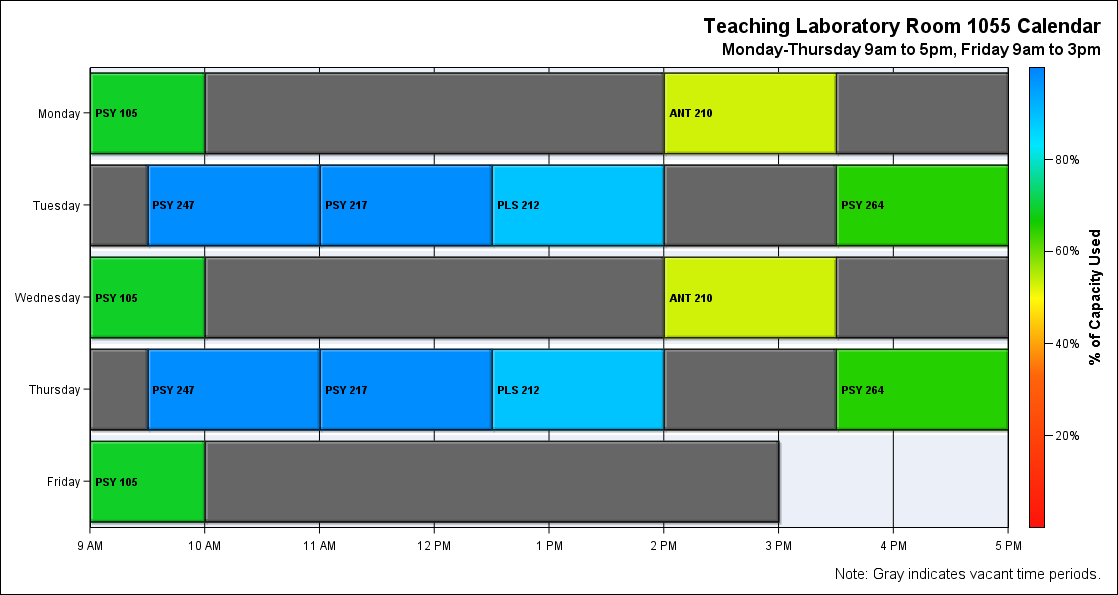 Teaching Laboratory Room 1055 Calendar
Monday-Thursday 9am to 5pm, Friday 9am to 3pm
Monday
PSY 105
ANT 210
Tuesday
PSY 247
PSY 217
PLS 212
PSY 264
Wednesday
PSY 105
ANT 210
Thursday
PSY 247
PSY 217
PLS 212
PSY 264
Friday
PSY 105
9 AM
10 AM
11 AM
12 PM
1 PM
2 PM
3 PM
4 PM
5 PM
80%
60%
40%
20%
% of Capacity Used
Note: Gray indicates vacant time periods.